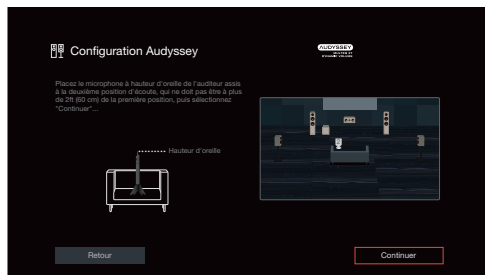 Configuration Audyssey
AUDYSSEY
Placez le microphone à hauteur d'oreille de l'auditeur assis
à la deuxième position d'écoute, qui ne doit pas être à plus
de 2ft (60 cm) de la première position, puis sélectionnez
"Continuer"...
Hauteur d'oreille
Retour
Continuer